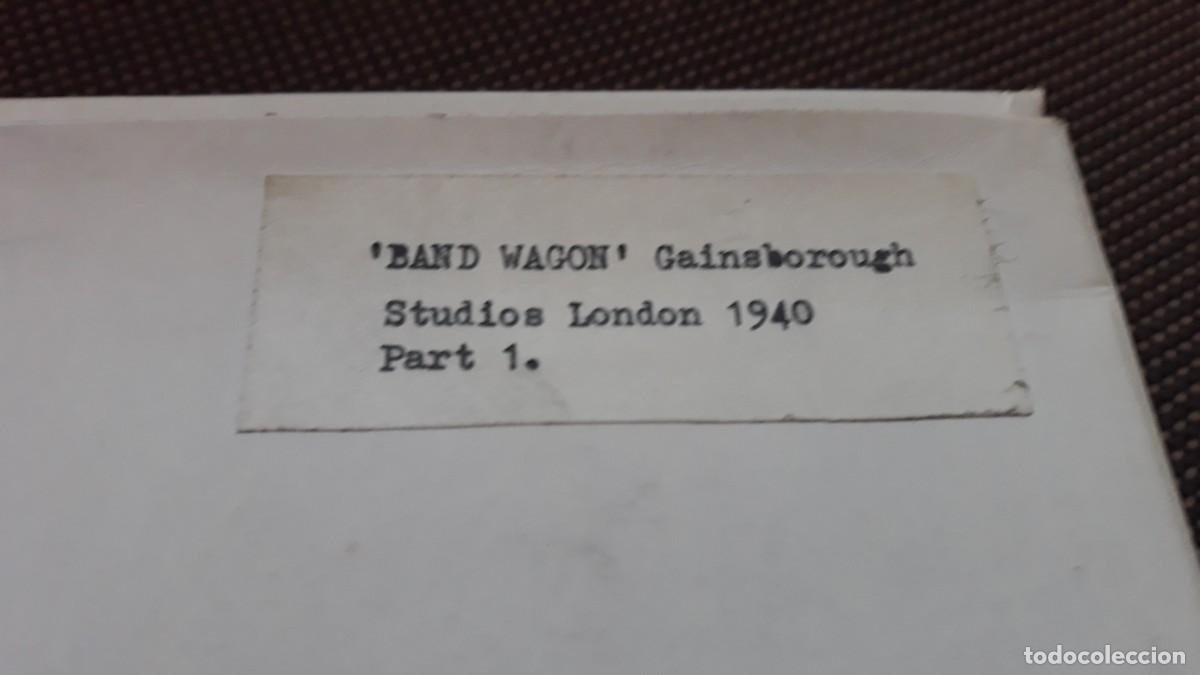 'BAND WAGON' Gainsborough
Studios London 1940
Part 1.
todocoleccion